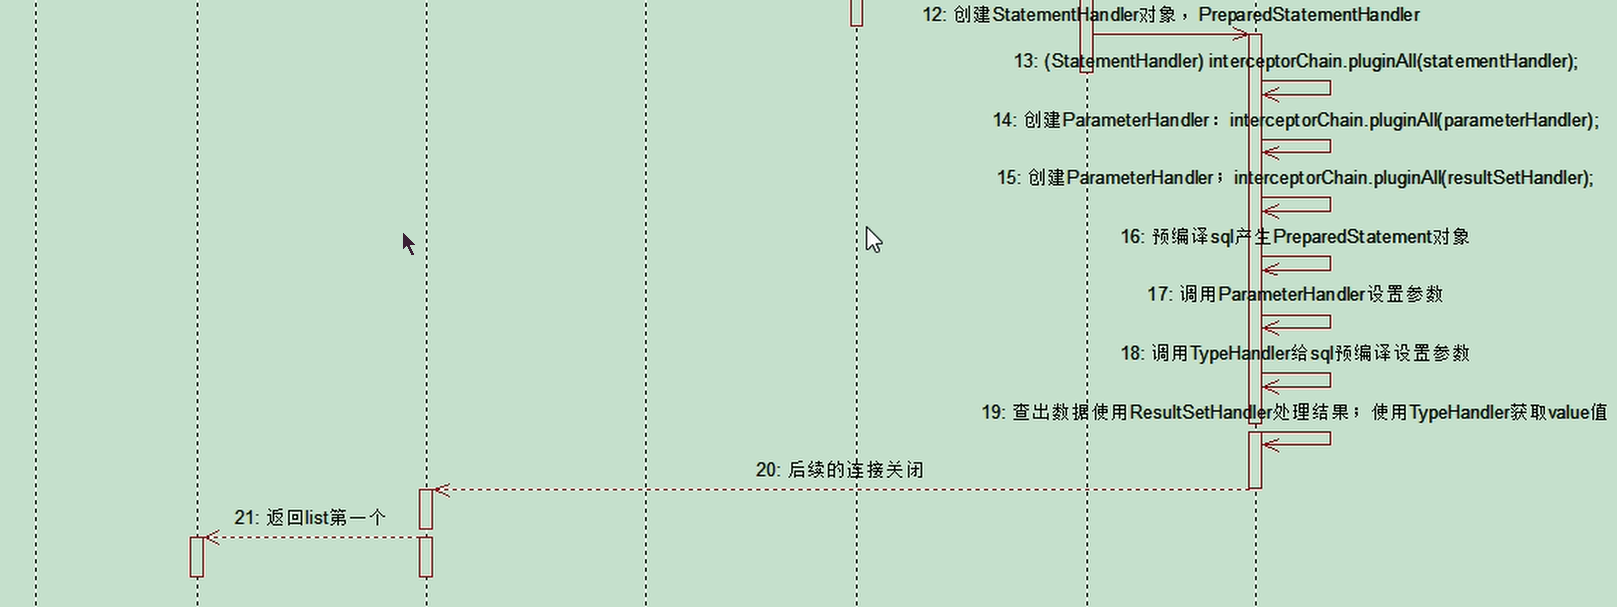 12: 创建StatementHandler对象，PreparedStatementHandler
13: (StatementHandler) interceptorChain.pluginAll(statementHandler);
14: 创建ParameterHandler：interceptorChain.pluginAll(parameterHandler);
15: 创建ParameterHandler；interceptorChain.pluginAll(resultSetHandler);
16: 预编译sql产生PreparedStatement对象
17: 调用ParameterHandler设置参数
18: 调用TypeHandler给sql预编译设置参数
19: 查出数据使用ResultSetHandler处理结果；使用TypeHandler获取value值
20: 后续的连接关闭
21: 返回list第一个